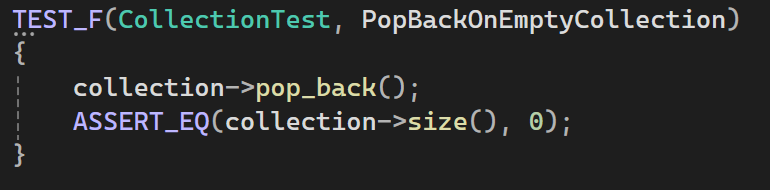 TEST_F(CollectionTest, PopBackOnEmptyCollection)
{
    collection->pop_back();
    ASSERT_EQ(collection->size(), 0);
}